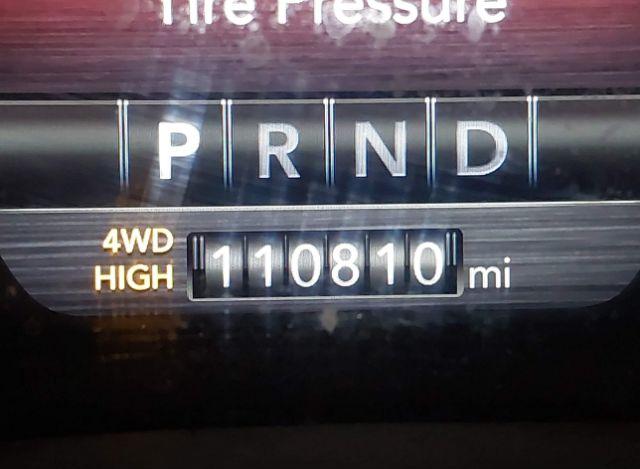 Tire Pressure
P R N D
4WD
HIGH 110810 mi